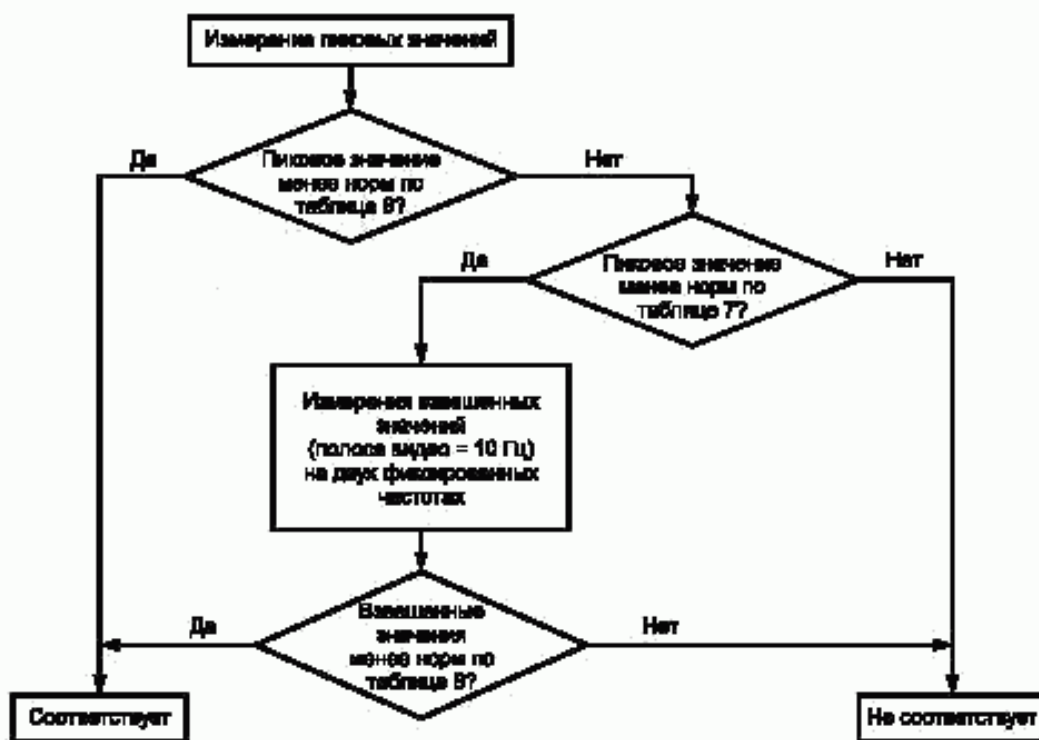 Измерение пиковых значений
Да
Нет
Пиковое значение
менее норм по
таблице 8?
Да
Нет
Пиковое значение
менее норм по
таблице 7?
Измерения взвешенных
значений
(полоса видео = 10 Гц)
на двух фиксированных
частотах
Да
Нет
Взвешенные
значения
менее норм по
таблице 8?
Соответствует
Не соответствует